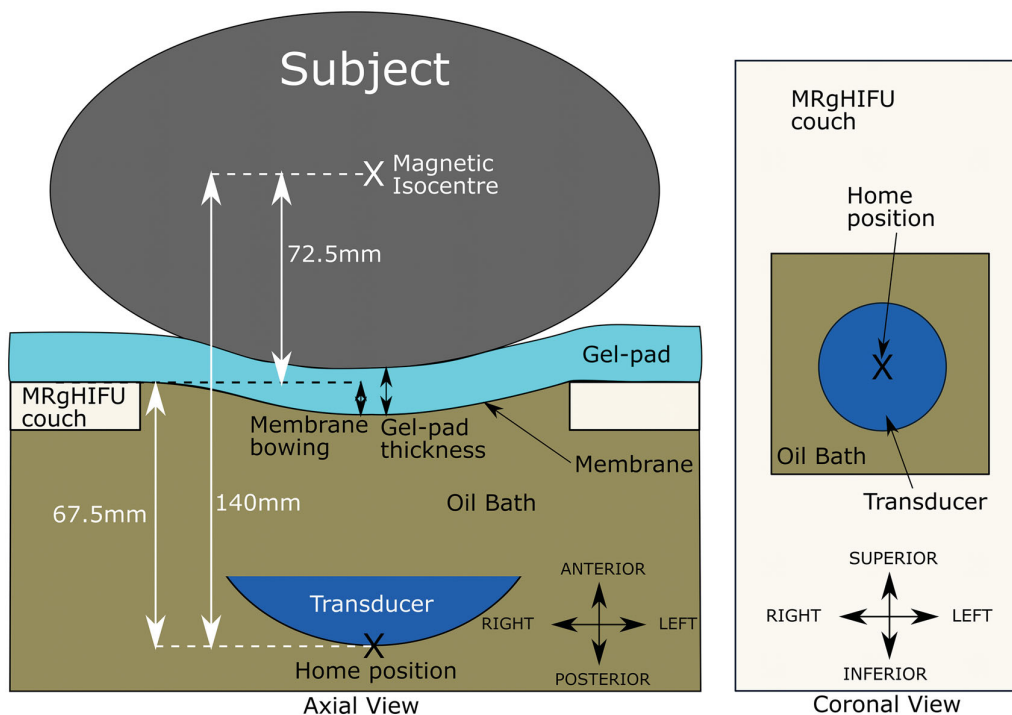 Subject
Magnetic
Isocentre
72.5mm
Gel-pad
MRgHIFU
couch
Membrane
bowing
Gel-pad
thickness
Membrane
67.5mm
140mm
Oil Bath
Transducer
Home position
ANTERIOR
RIGHT
LEFT
POSTERIOR
Axial View
MRgHIFU
couch
Home
position
Oil Bath
Transducer
SUPERIOR
RIGHT
LEFT
INFERIOR
Coronal View
X
X
X